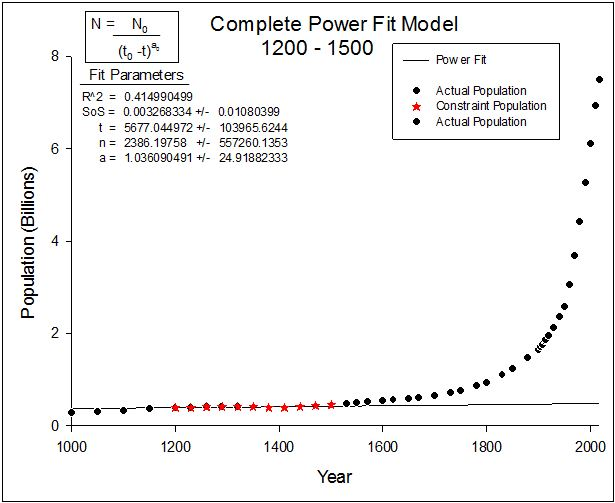 Complete Power Fit Model
1200 - 1500
N = N₀
(t₀ -t)^a₀
Fit Parameters
R^2 = 0.414990499
SoS = 0.003268334 +/- 0.01080399
t = 5677.044972 +/- 103965.6244
n = 2386.19758 +/- 557260.1353
a = 1.036090491 +/- 24.91882333
Power Fit
Actual Population
Constraint Population
Actual Population
Population (Billions)
8
6
4
2
0
1000 1200 1400 1600 1800 2000
Year